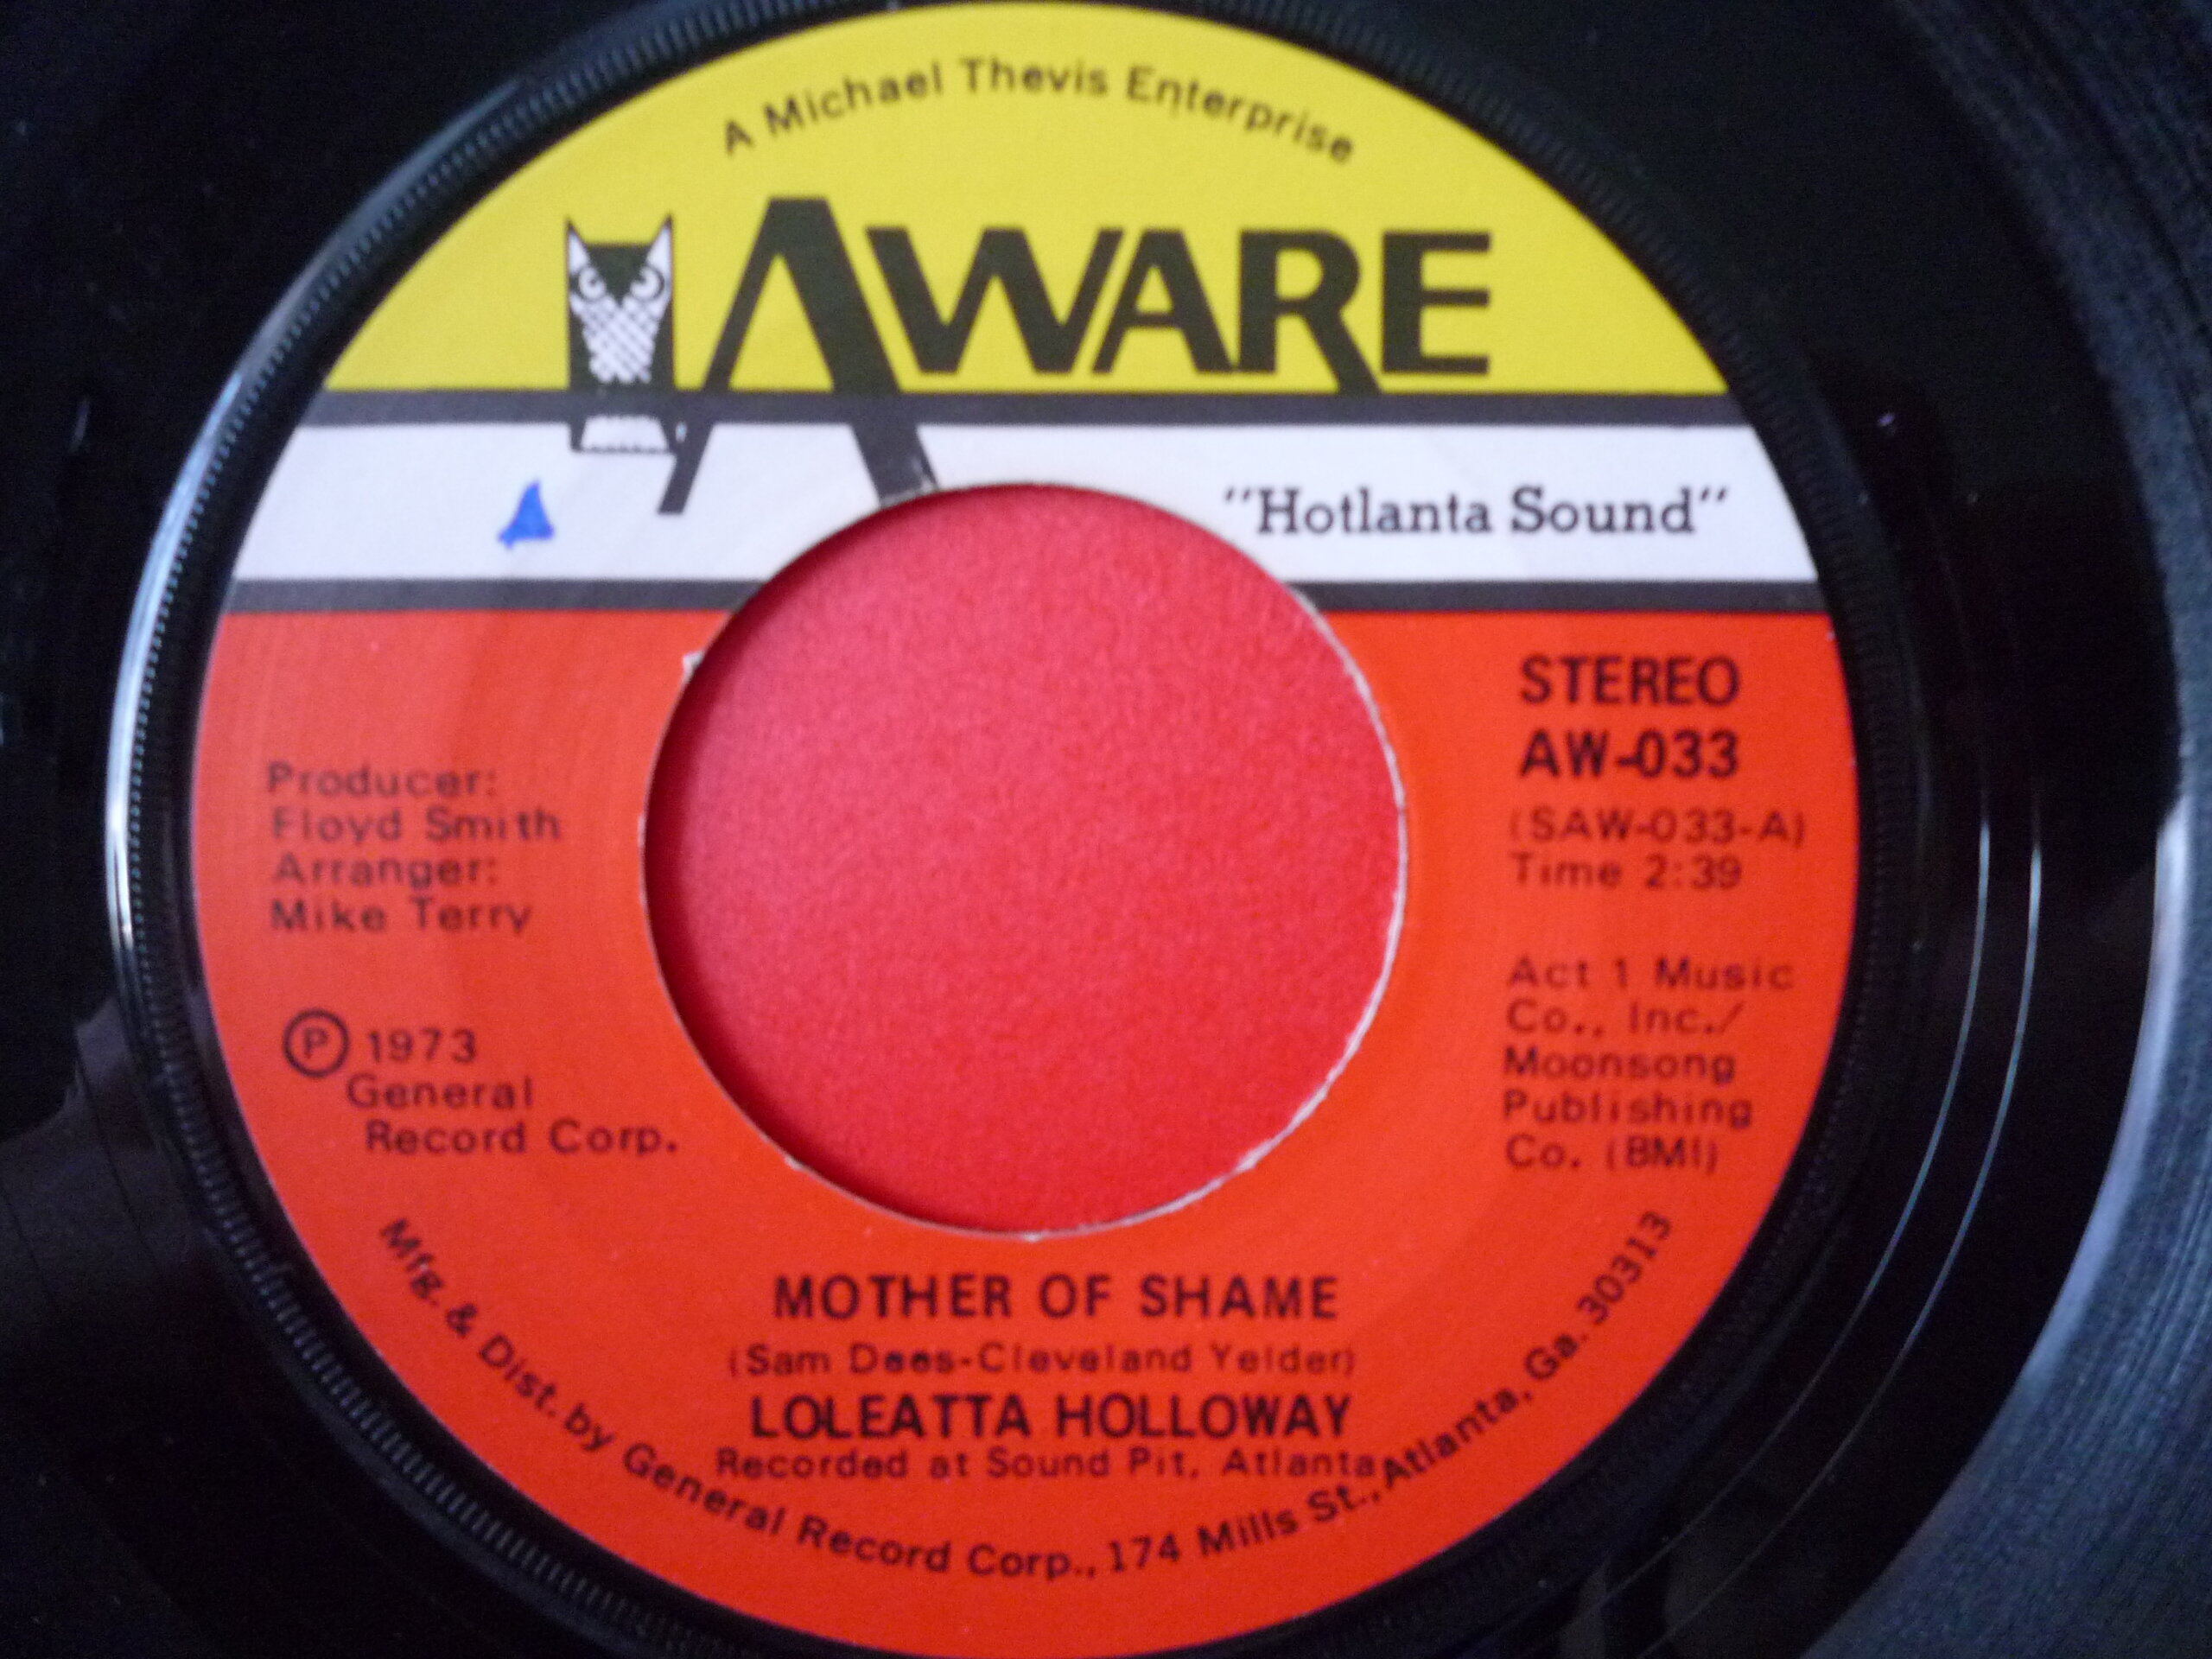 A Michael Thevis Enterprise
AWARE
"Hotlanta Sound"
STEREO
AW-033
(SAW-033-A)
Time 2:39
Producer:
Floyd Smith
Arranger:
Mike Terry
Ⓟ 1973
General
Record Corp.
Act 1 Music
Co., Inc./
Moonsong
Publishing
Co. (BMI)
MOTHER OF SHAME
(Sam Dees-Cleveland Yelder)
LOLEATTA HOLLOWAY
Recorded at Sound Pit, Atlanta
Mfg. & Dist. by General Record Corp., 174 Mills St., Atlanta, Ga. 30313